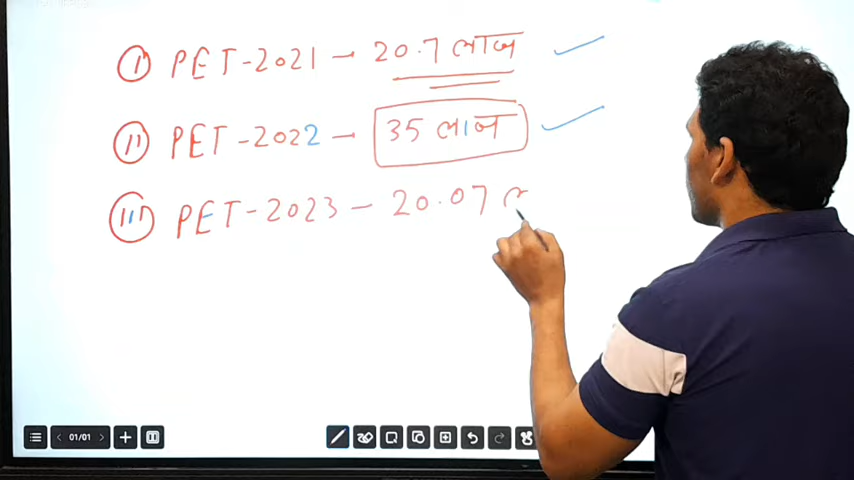 (i) PET-2021 - 20.7 लाख
(ii) PET-2022 - 35 लाख
(iii) PET-2023 - 20.07 ल
01/01